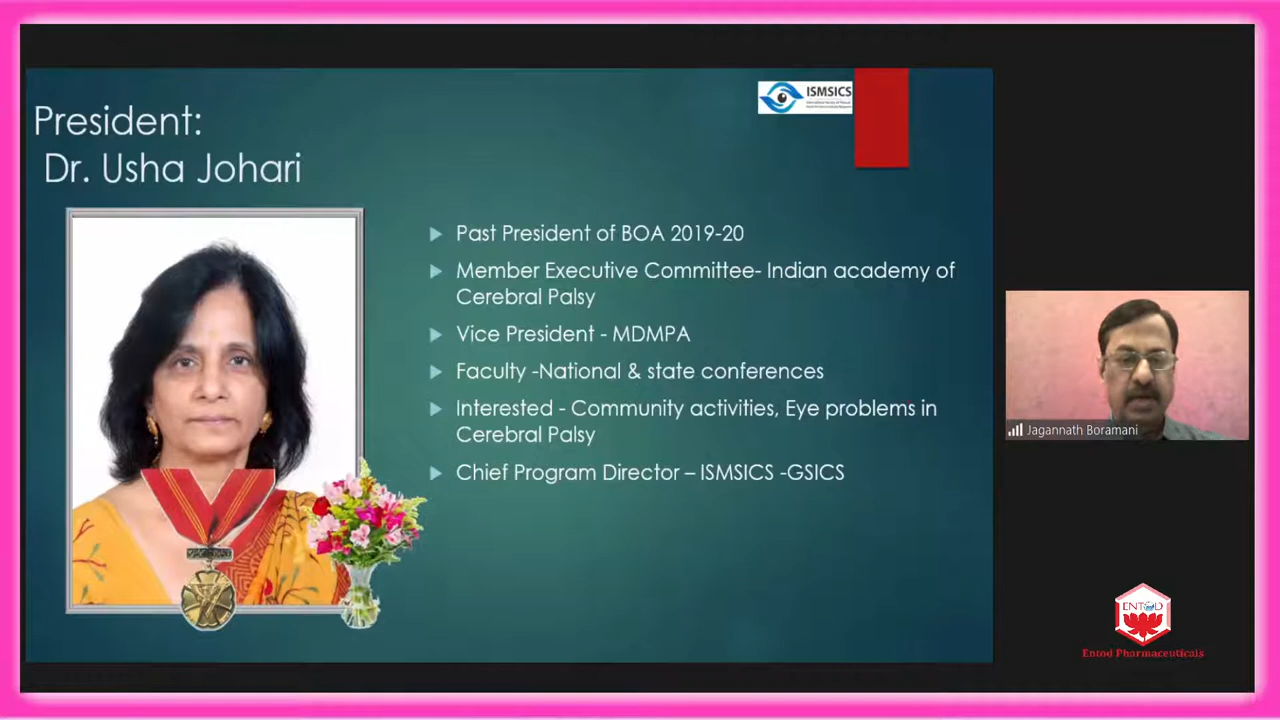 President:
Dr. Usha Johari
ISMSICS
Past President of BOA 2019-20
Member Executive Committee- Indian academy of
Cerebral Palsy
Vice President - MDMPA
Faculty -National & state conferences
Interested - Community activities, Eye problems in
Cerebral Palsy
Chief Program Director – ISMSICS -GSICS
Jagannath Boramani
ENTOD
Entod Pharmaceuticals